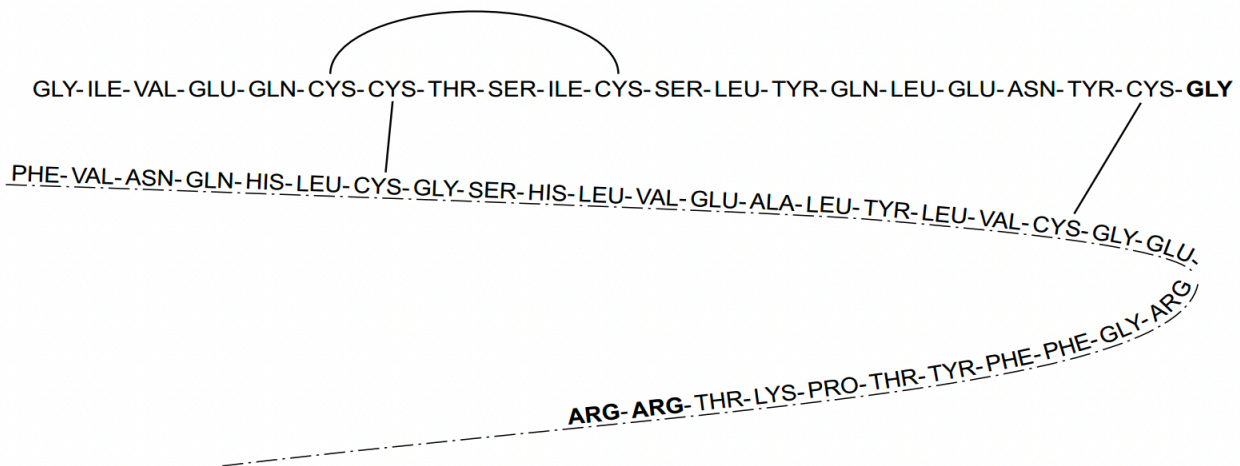 GLY-ILE-VAL-GLU-GLN-CYS-CYS-THR-SER-ILE-CYS-SER-LEU-TYR-GLN-LEU-GLU-ASN-TYR-CYS-GLY
PHE-VAL-ASN-GLN-HIS-LEU-CYS-GLY-SER-HIS-LEU-VAL-GLU-ALA-LEU-TYR-LEU-VAL-CYS-GLY-GLU-
ARG-ARG-THR-LYS-PRO-THR-TYR-PHE-PHE-GLY-ARG